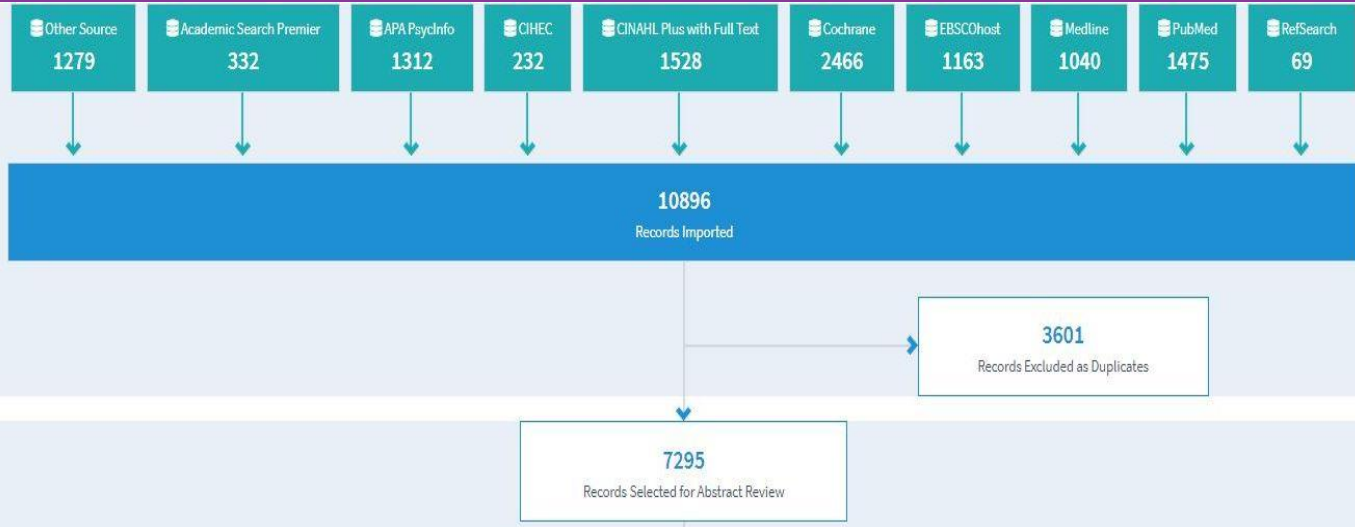 Other Source
1279
Academic Search Premier
332
APA PsycInfo
1312
CIHEC
232
CINAHL Plus with Full Text
1528
Cochrane
2466
EBSCOhost
1163
Medline
1040
PubMed
1475
RefSearch
69
10896
Records Imported
3601
Records Excluded as Duplicates
7295
Records Selected for Abstract Review